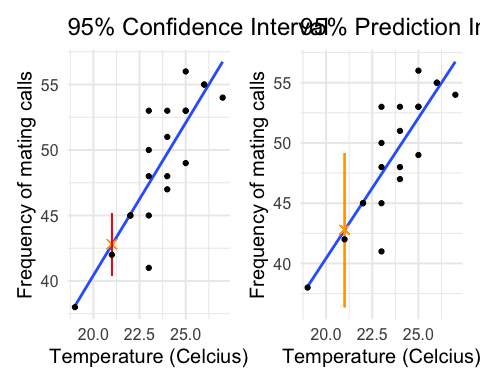 95% Confidence Interval
95% Prediction In
Frequency of mating calls
55
50
45
40
20.0 22.5 25.0
Temperature (Celcius)
Frequency of mating calls
55
50
45
40
20.0 22.5 25.0
Temperature (Celcius)